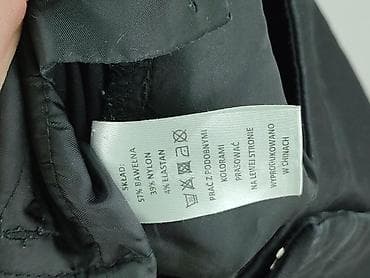 SKŁAD:
57% BAWEŁNA
39% NYLON
4% ELASTAN
PRAĆ Z PODOBNYMI
KOLORAMI
PRASOWAĆ
NA LEWEJ STRONIE
WYPRODUKOWANO
W CHINACH